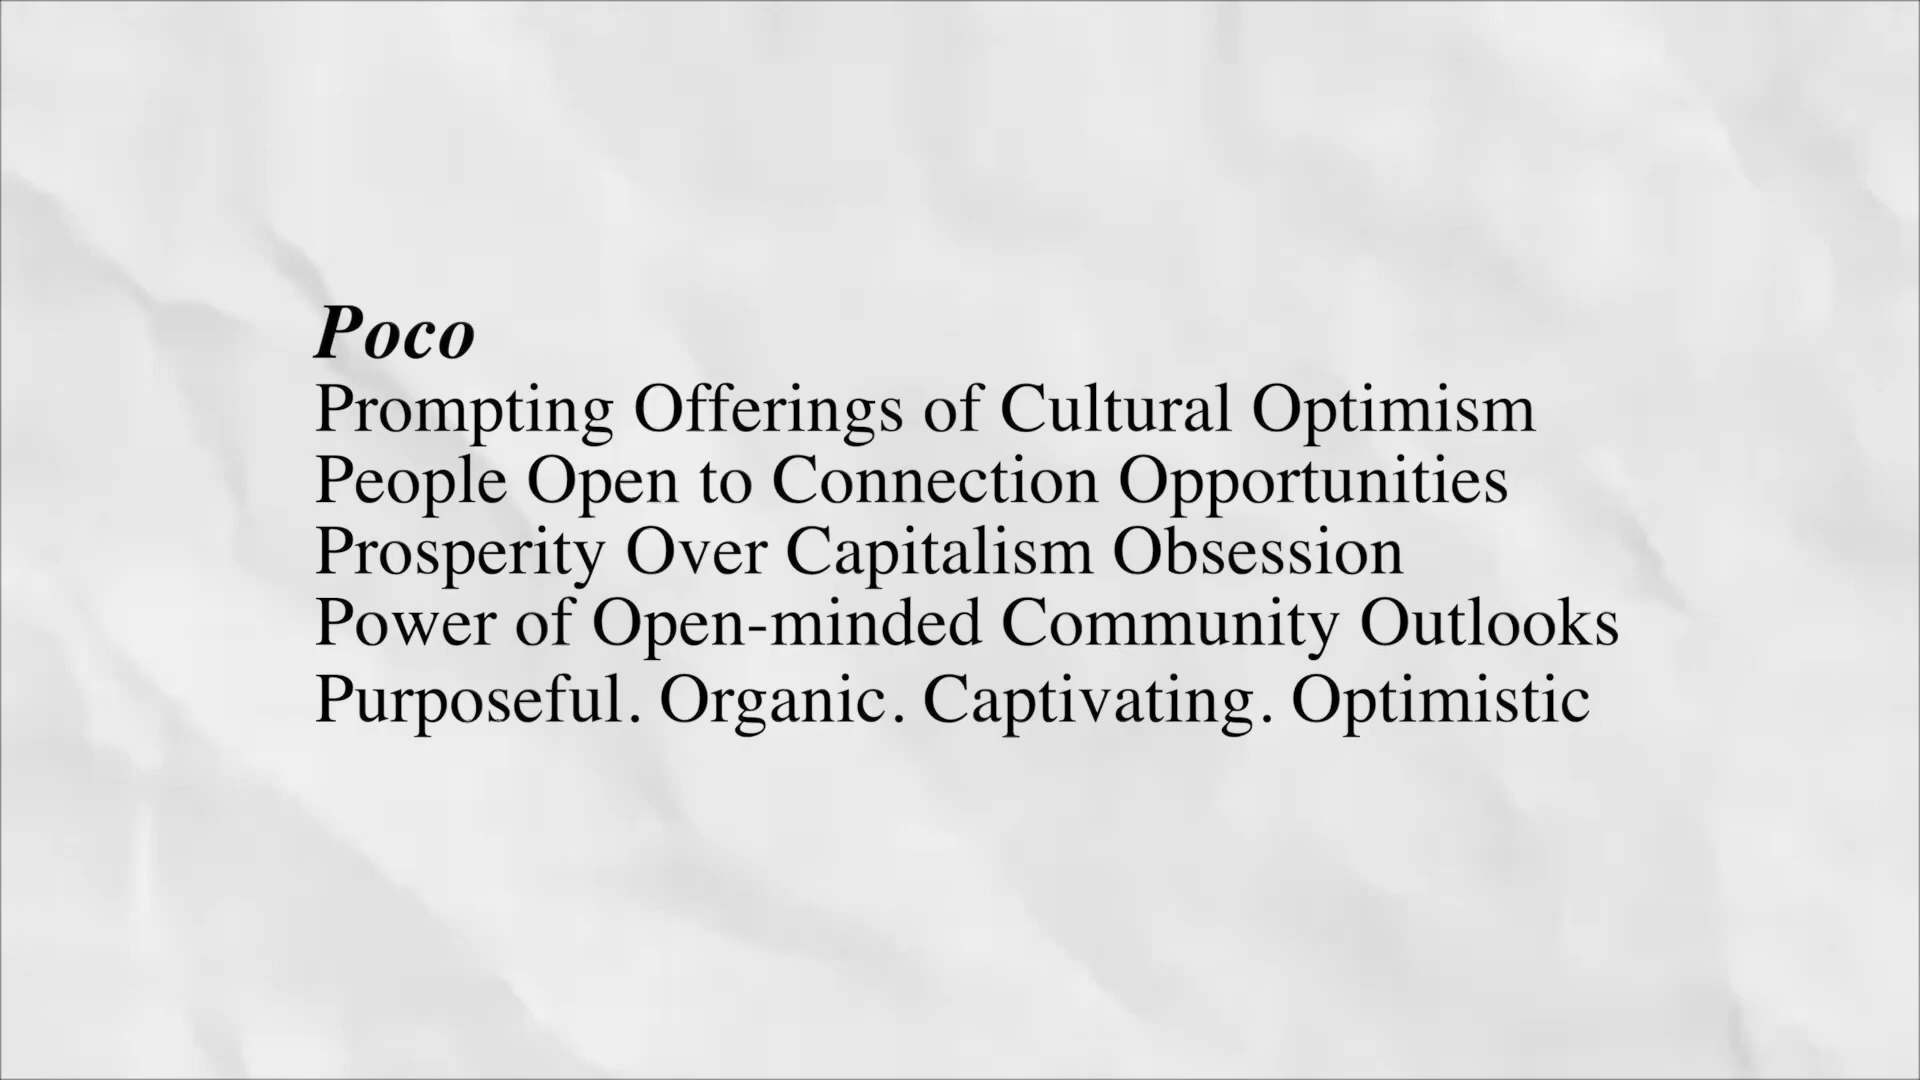 Poco
Prompting Offerings of Cultural Optimism
People Open to Connection Opportunities
Prosperity Over Capitalism Obsession
Power of Open-minded Community Outlooks
Purposeful. Organic. Captivating. Optimistic